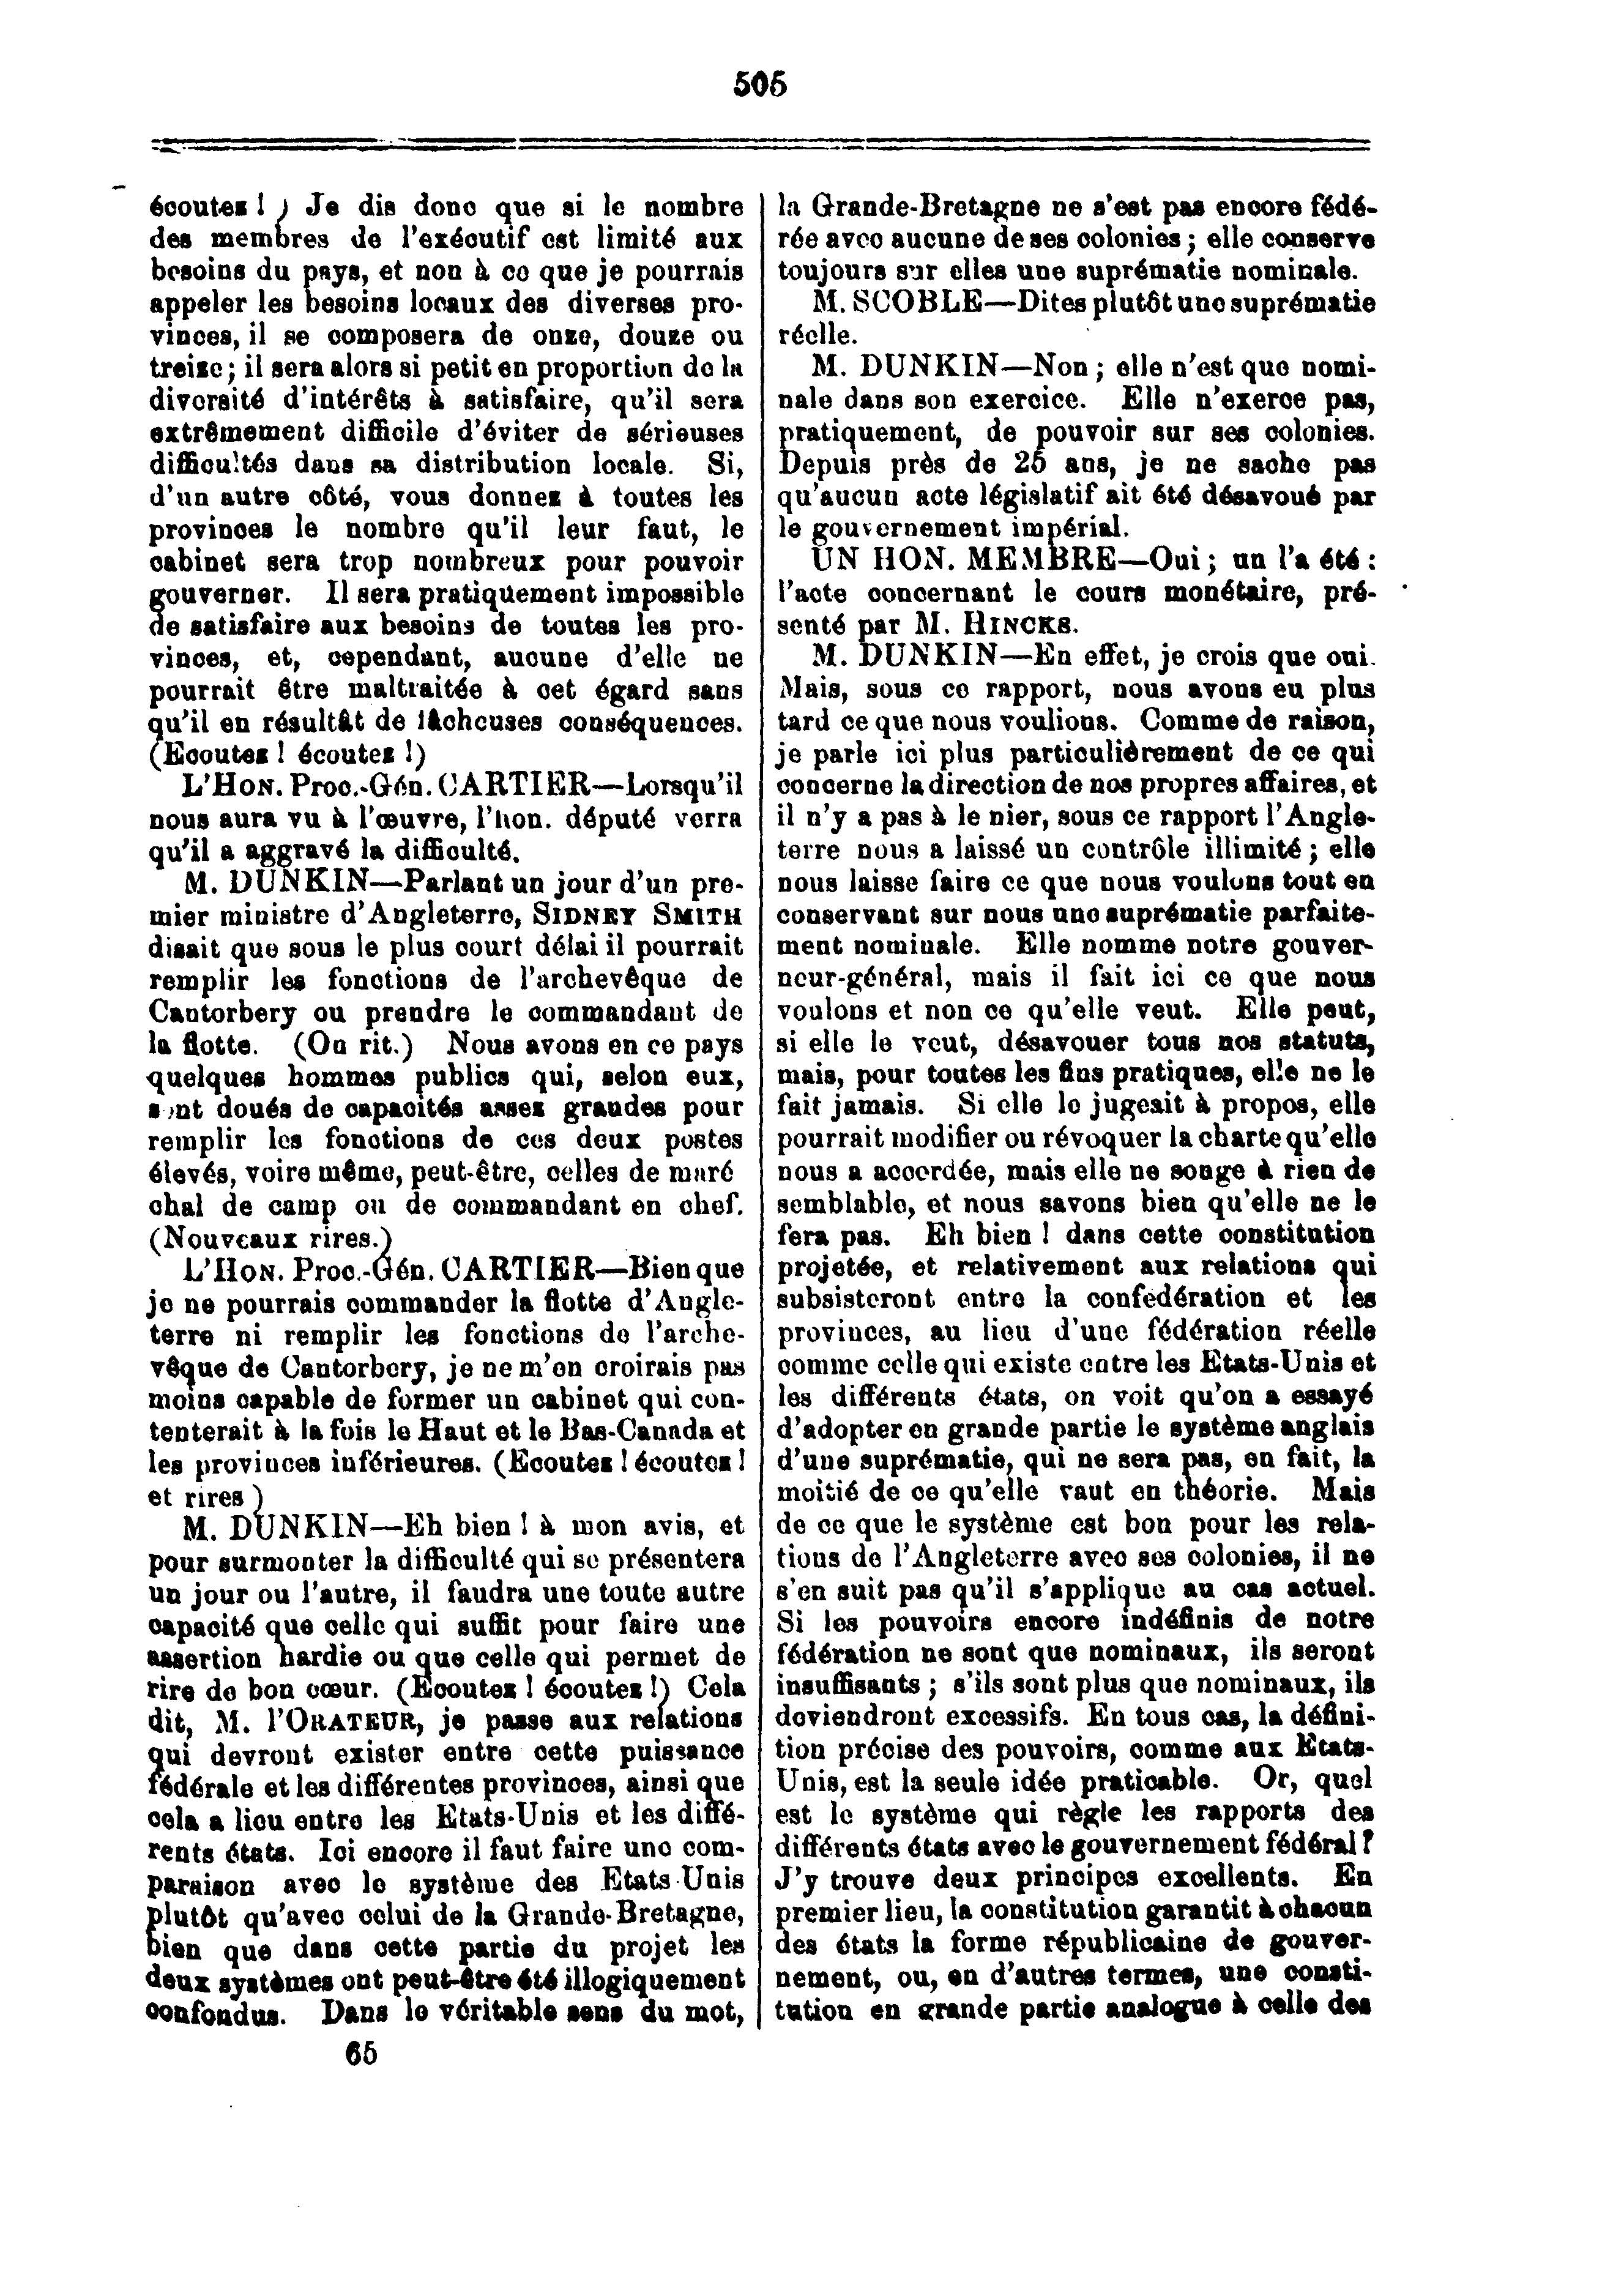 505
écoutez ! ) Je dis donc que si le nombre
des membres de l'exécutif est limité aux
besoins du pays, et non à ce que je pourrais
appeler les besoins locaux des diverses pro-
vinces, il se composera de onze, douze ou
treize ; il sera alors si petit en proportion de la
diversité d'intérêts à satisfaire, qu'il sera
extrêmement difficile d'éviter de sérieuses
difficultés dans sa distribution locale. Si,
d'un autre côté, vous donnez à toutes les
provinces le nombre qu'il leur faut, le
cabinet sera trop nombreux pour pouvoir
gouverner. Il sera pratiquement impossible
de satisfaire aux besoins de toutes les pro-
vinces, et, cependant, aucune d'elle ne
pourrait être maltraitée à cet égard sans
qu'il en résultât de fâcheuses conséquences.
(Ecoutez ! écoutez !)
L'HON. Proc.-Gén. CARTIER—Lorsqu'il
nous aura vu à l'œuvre, l'hon. député verra
qu'il a aggravé la difficulté.
M. DUNKIN—Parlant un jour d'un pre-
mier ministre d'Angleterre, SIDNEY SMITH
disait que sous le plus court délai il pourrait
remplir les fonctions de l'archevêque de
Cantorbery ou prendre le commandant de
la flotte. (On rit.) Nous avons en ce pays
quelques hommes publics qui, selon eux,
sont doués de capacités assez grandes pour
remplir les fonctions de ces deux postes
élevés, voire même, peut-être, celles de maré
chal de camp ou de commandant en chef.
(Nouveaux rires.)
L'HON. Proc.-Gén. CARTIER—Bien que
je ne pourrais commander la flotte d'Angle-
terre ni remplir les fonctions de l'arche-
vêque de Cantorbery, je ne m'en croirais pas
moins capable de former un cabinet qui con-
tenterait à la fois le Haut et le Bas-Canada et
les provinces inférieures. (Ecoutez ! écoutez !
et rires )
M. DUNKIN—Eh bien ! à mon avis, et
pour surmonter la difficulté qui se présentera
un jour ou l'autre, il faudra une toute autre
capacité que celle qui suffit pour faire une
assertion hardie ou que celle qui permet de
rire de bon cœur. (Ecoutez ! écoutez !) Cela
dit, M. l'ORATEUR, je passe aux relations
qui devront exister entre cette puissance
fédérale et les différentes provinces, ainsi que
cela a lieu entre les Etats-Unis et les diffé-
rents états. Ici encore il faut faire une com-
paraison avec le système des Etats-Unis
plutôt qu'avec celui de la Grande-Bretagne,
bien que dans cette partie du projet les
deux systèmes ont peut-être été illogiquement
confondus. Dans le véritable sens du mot,
65
la Grande-Bretagne ne s'est pas encore fédé-
rée avec aucune de ses colonies ; elle conserve
toujours sur elles une suprématie nominale.
M. SCOBLE—Dites plutôt une suprématie
réelle.
M. DUNKIN—Non ; elle n'est que nomi-
nale dans son exercice. Elle n'exerce pas,
pratiquement, de pouvoir sur ses colonies.
Depuis près de 25 ans, je ne sache pas
qu'aucun acte législatif ait été désavoué par
le gouvernement impérial.
UN HON. MEMBRE—Oui ; un l'a été :
l'acte concernant le cours monétaire, pré-
senté par M. HINCKS.
M. DUNKIN—En effet, je crois que oui.
Mais, sous ce rapport, nous avons eu plus
tard ce que nous voulions. Comme de raison,
je parle ici plus particulièrement de ce qui
concerne la direction de nos propres affaires, et
il n'y a pas à le nier, sous ce rapport l'Angle-
terre nous a laissé un contrôle illimité ; elle
nous laisse faire ce que nous voulons tout en
conservant sur nous une suprématie parfaite-
ment nominale. Elle nomme notre gouver-
neur-général, mais il fait ici ce que nous
voulons et non ce qu'elle veut. Elle peut,
si elle le veut, désavouer tous nos statuts,
mais, pour toutes les fins pratiques, elle ne le
fait jamais. Si elle le jugeait à propos, elle
pourrait modifier ou révoquer la charte qu'elle
nous a accordée, mais elle ne songe à rien de
semblable, et nous savons bien qu'elle ne le
fera pas. Eh bien ! dans cette constitution
projetée, et relativement aux relations qui
subsisteront entre la confédération et les
provinces, au lieu d'une fédération réelle
comme celle qui existe entre les Etats-Unis et
les différents états, on voit qu'on a essayé
d'adopter en grande partie le système anglais
d'une suprématie, qui ne sera pas, en fait, la
moitié de ce qu'elle vaut en théorie. Mais
de ce que le système est bon pour les rela-
tions de l'Angleterre avec ses colonies, il ne
s'en suit pas qu'il s'applique au cas actuel.
Si les pouvoirs encore indéfinis de notre
fédération ne sont que nominaux, ils seront
insuffisants ; s'ils sont plus que nominaux, ils
deviendront excessifs. En tous cas, la défini-
tion précise des pouvoirs, comme aux Etats-
Unis, est la seule idée praticable. Or, quel
est le système qui règle les rapports des
différents états avec le gouvernement fédéral ?
J'y trouve deux principes excellents. En
premier lieu, la constitution garantit à chacun
des états la forme républicaine de gouver-
nement, ou, en d'autres termes, une consti-
tution en grande partie analogue à celle des